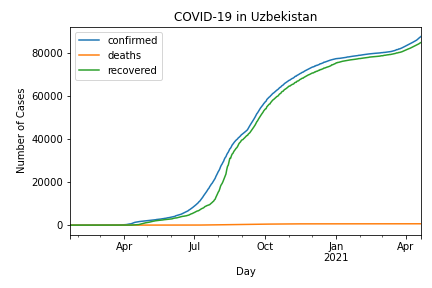 COVID-19 in Uzbekistan
confirmed
deaths
recovered
Number of Cases
80000
60000
40000
20000
0
Apr
Jul
Oct
Jan
2021
Apr
Day